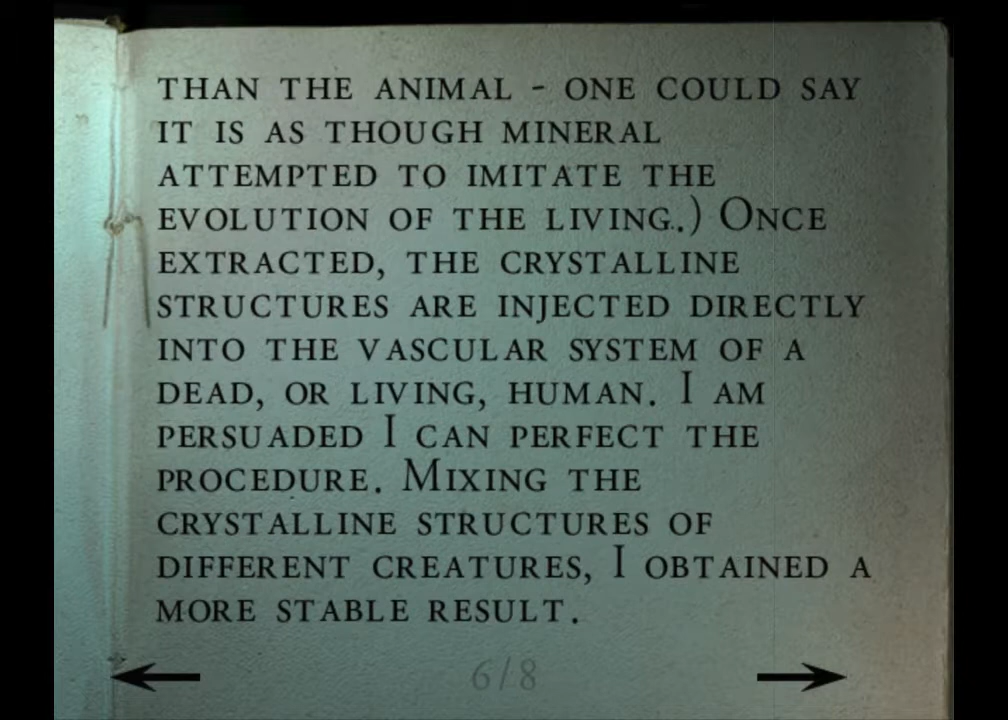 THAN THE ANIMAL - ONE COULD SAY
IT IS AS THOUGH MINERAL
ATTEMPTED TO IMITATE THE
EVOLUTION OF THE LIVING.) ONCE
EXTRACTED, THE CRYSTALLINE
STRUCTURES ARE INJECTED DIRECTLY
INTO THE VASCULAR SYSTEM OF A
DEAD, OR LIVING, HUMAN. I AM
PERSUADED I CAN PERFECT THE
PROCEDURE. MIXING THE
CRYSTALLINE STRUCTURES OF
DIFFERENT CREATURES, I OBTAINED A
MORE STABLE RESULT.
6/8